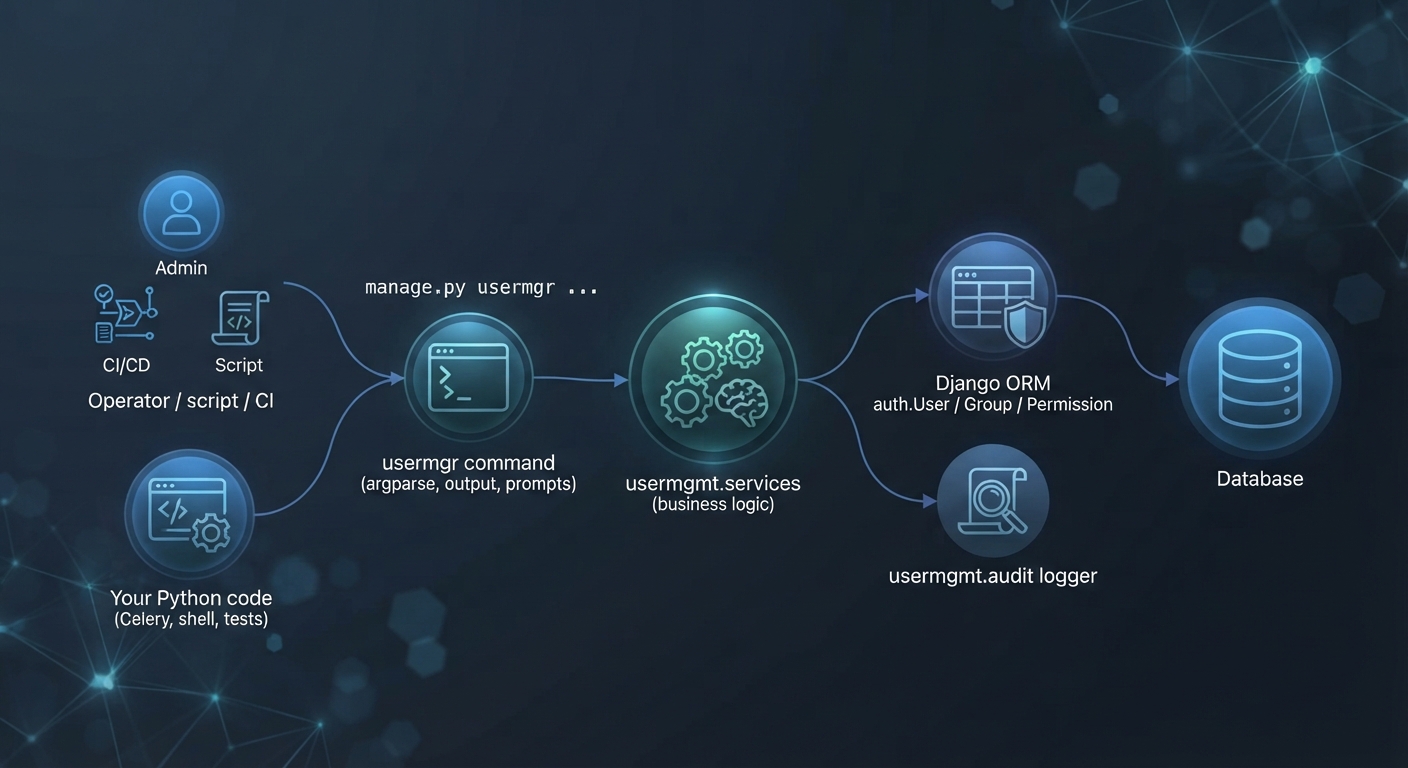 Admin
CI/CD
Script
Operator / script / CI
Your Python code
(Celery, shell, tests)
manage.py usermgr ...
usermgr command
(argparse, output, prompts)
usermgmt.services
(business logic)
Django ORM
auth.User / Group / Permission
usermgmt.audit logger
Database